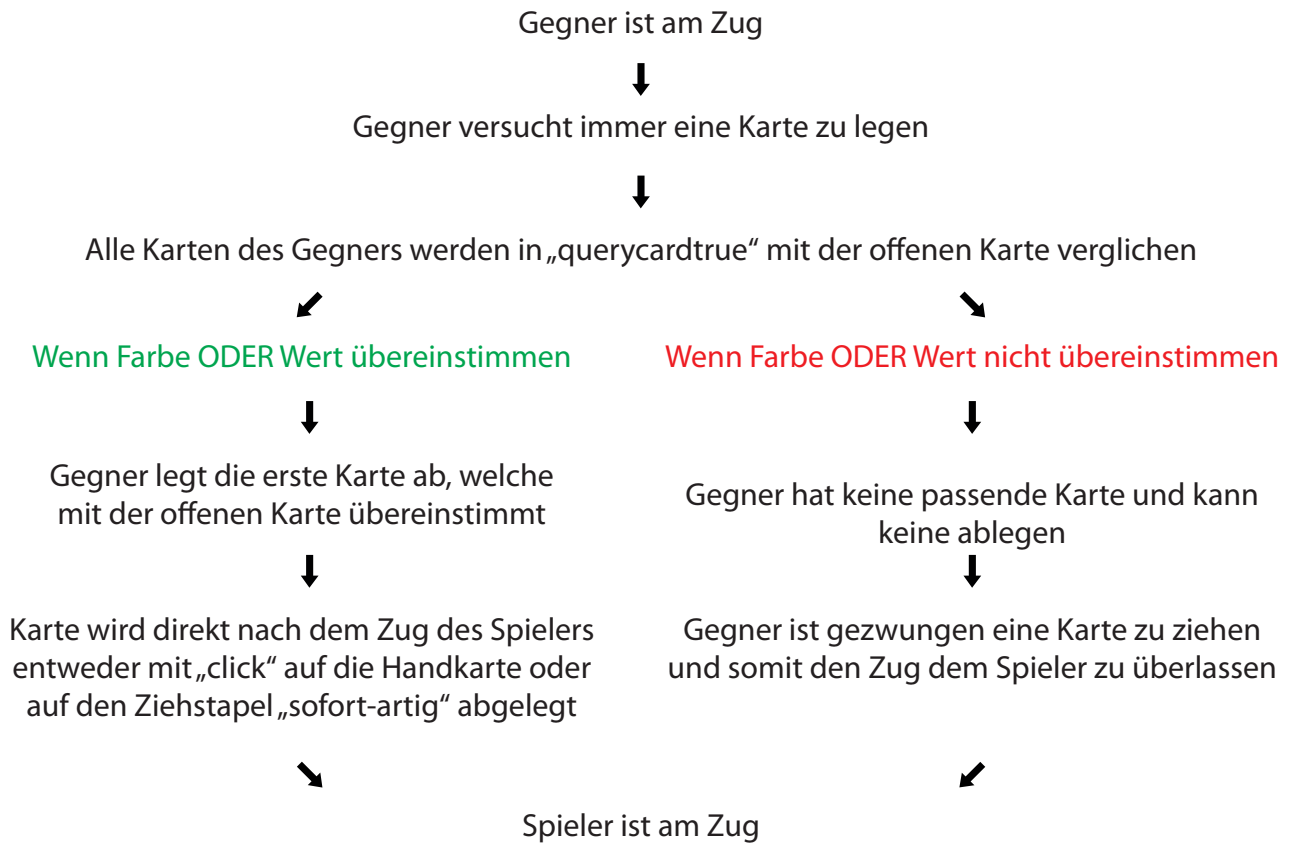 Gegner ist am Zug
Gegner versucht immer eine Karte zu legen
Alle Karten des Gegners werden in „querycardtrue“ mit der offenen Karte verglichen
Wenn Farbe ODER Wert übereinstimmen
Gegner legt die erste Karte ab, welche
mit der offenen Karte übereinstimmt
Karte wird direkt nach dem Zug des Spielers
entweder mit „click“ auf die Handkarte oder
auf den Ziehstapel „sofort-artig“ abgelegt
Wenn Farbe ODER Wert nicht übereinstimmen
Gegner hat keine passende Karte und kann
keine ablegen
Gegner ist gezwungen eine Karte zu ziehen
und somit den Zug dem Spieler zu überlassen
Spieler ist am Zug